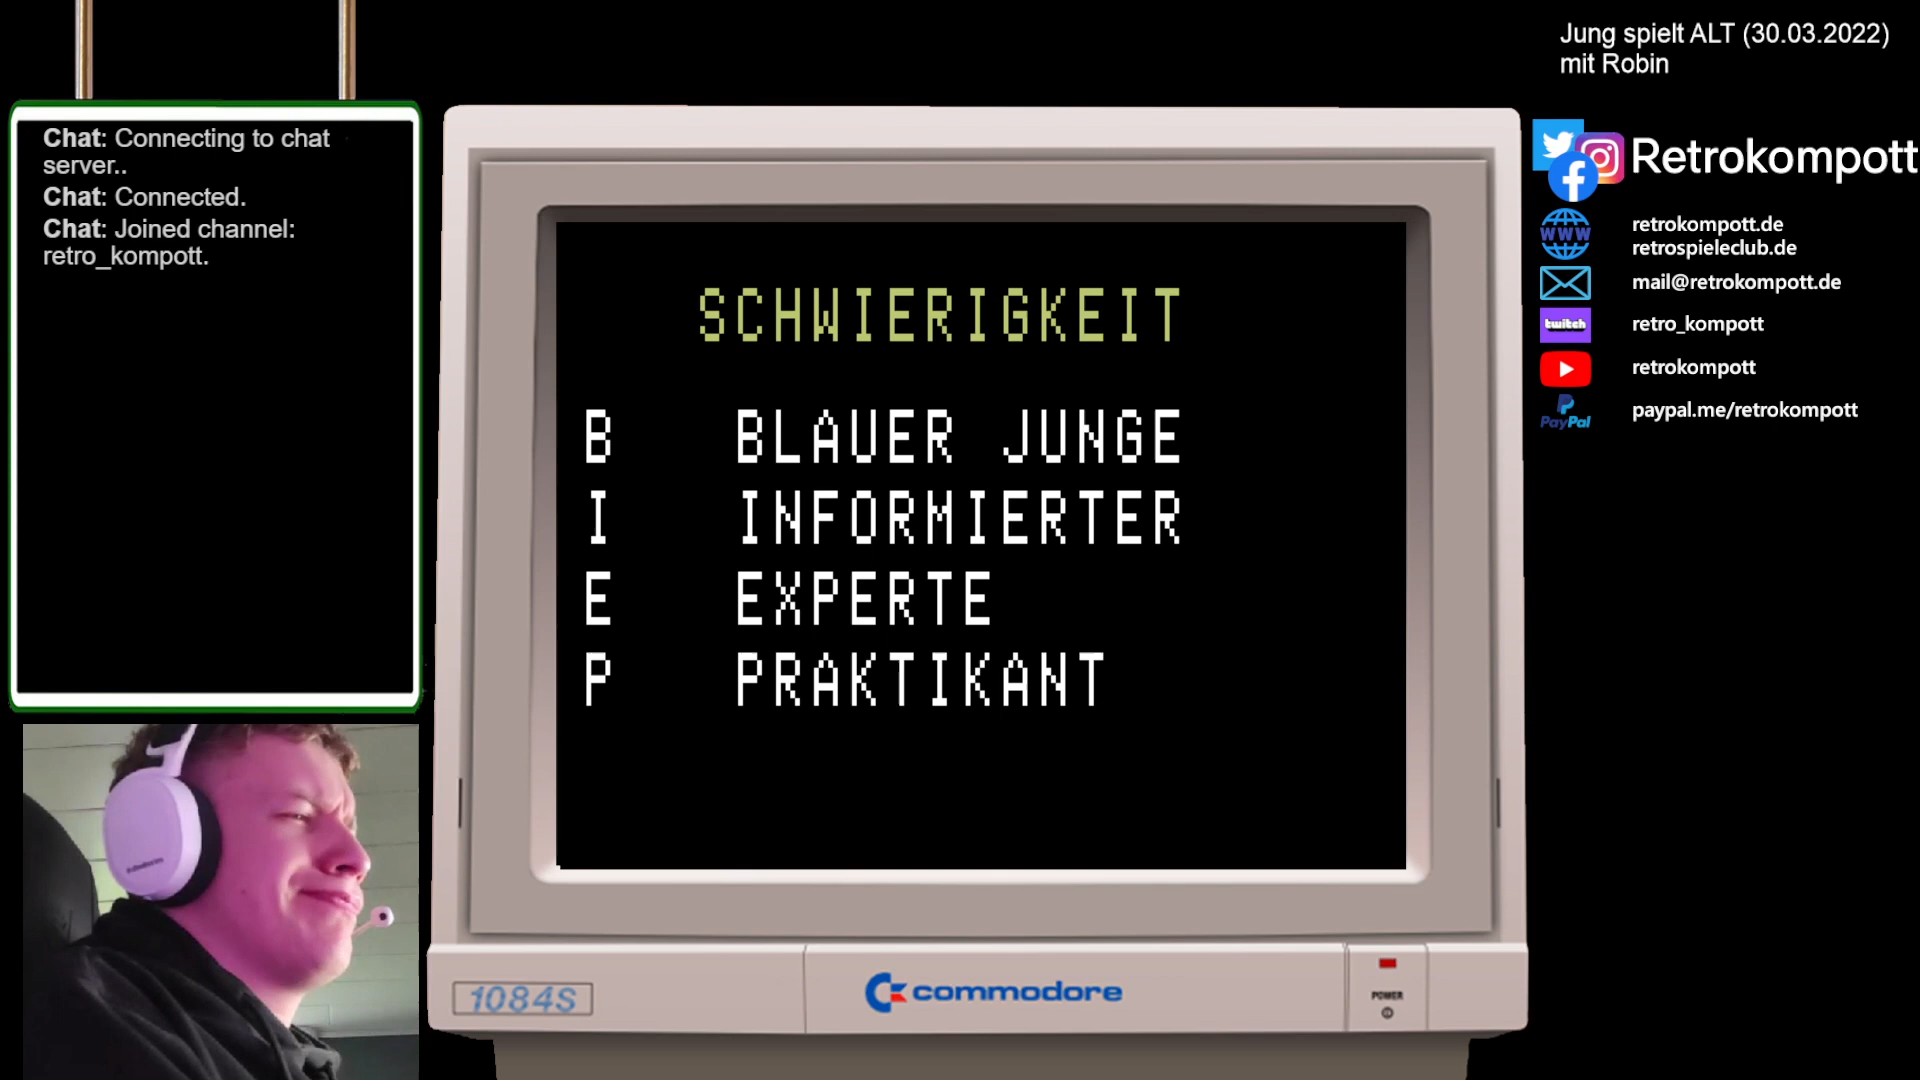 Jung spielt ALT (30.03.2022)
mit Robin
Chat: Connecting to chat
server..
Chat: Connected.
Chat: Joined channel:
retro_kompott.
SCHWIERIGKEIT
B BLAUER JUNGE
I INFORMIERTER
E EXPERTE
P PRAKTIKANT
1084S
commodore
POWER
Retrokompott
WWW
retrokompott.de
retrospieleclub.de
mail@retrokompott.de
twitch
retro_kompott
retrokompott
PayPal
paypal.me/retrokompott